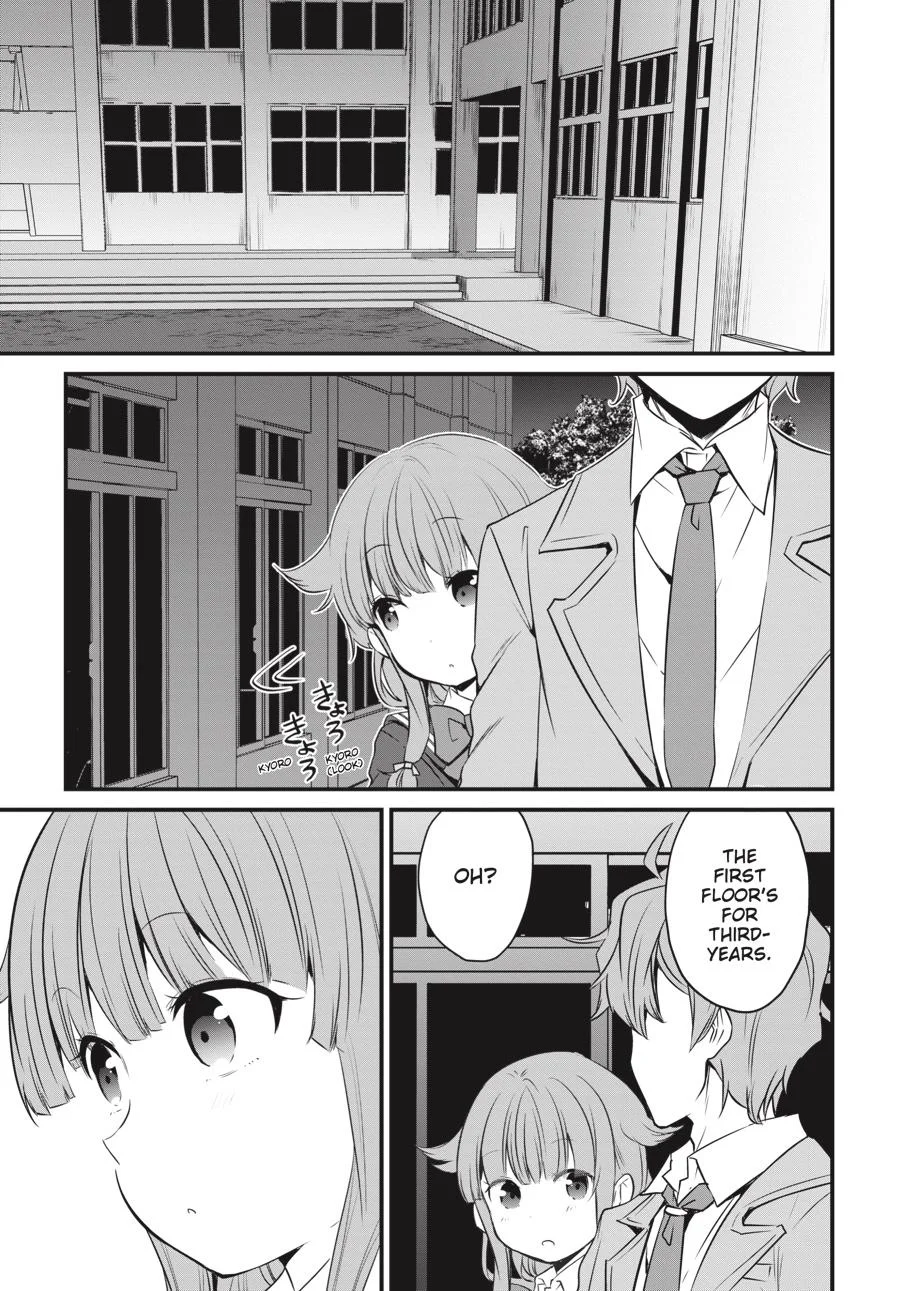 きょろ
KYORO
(LOOK)
きょろ
KYORO
THE
FIRST
FLOOR'S
FOR
THIRD-
YEARS.
OH?